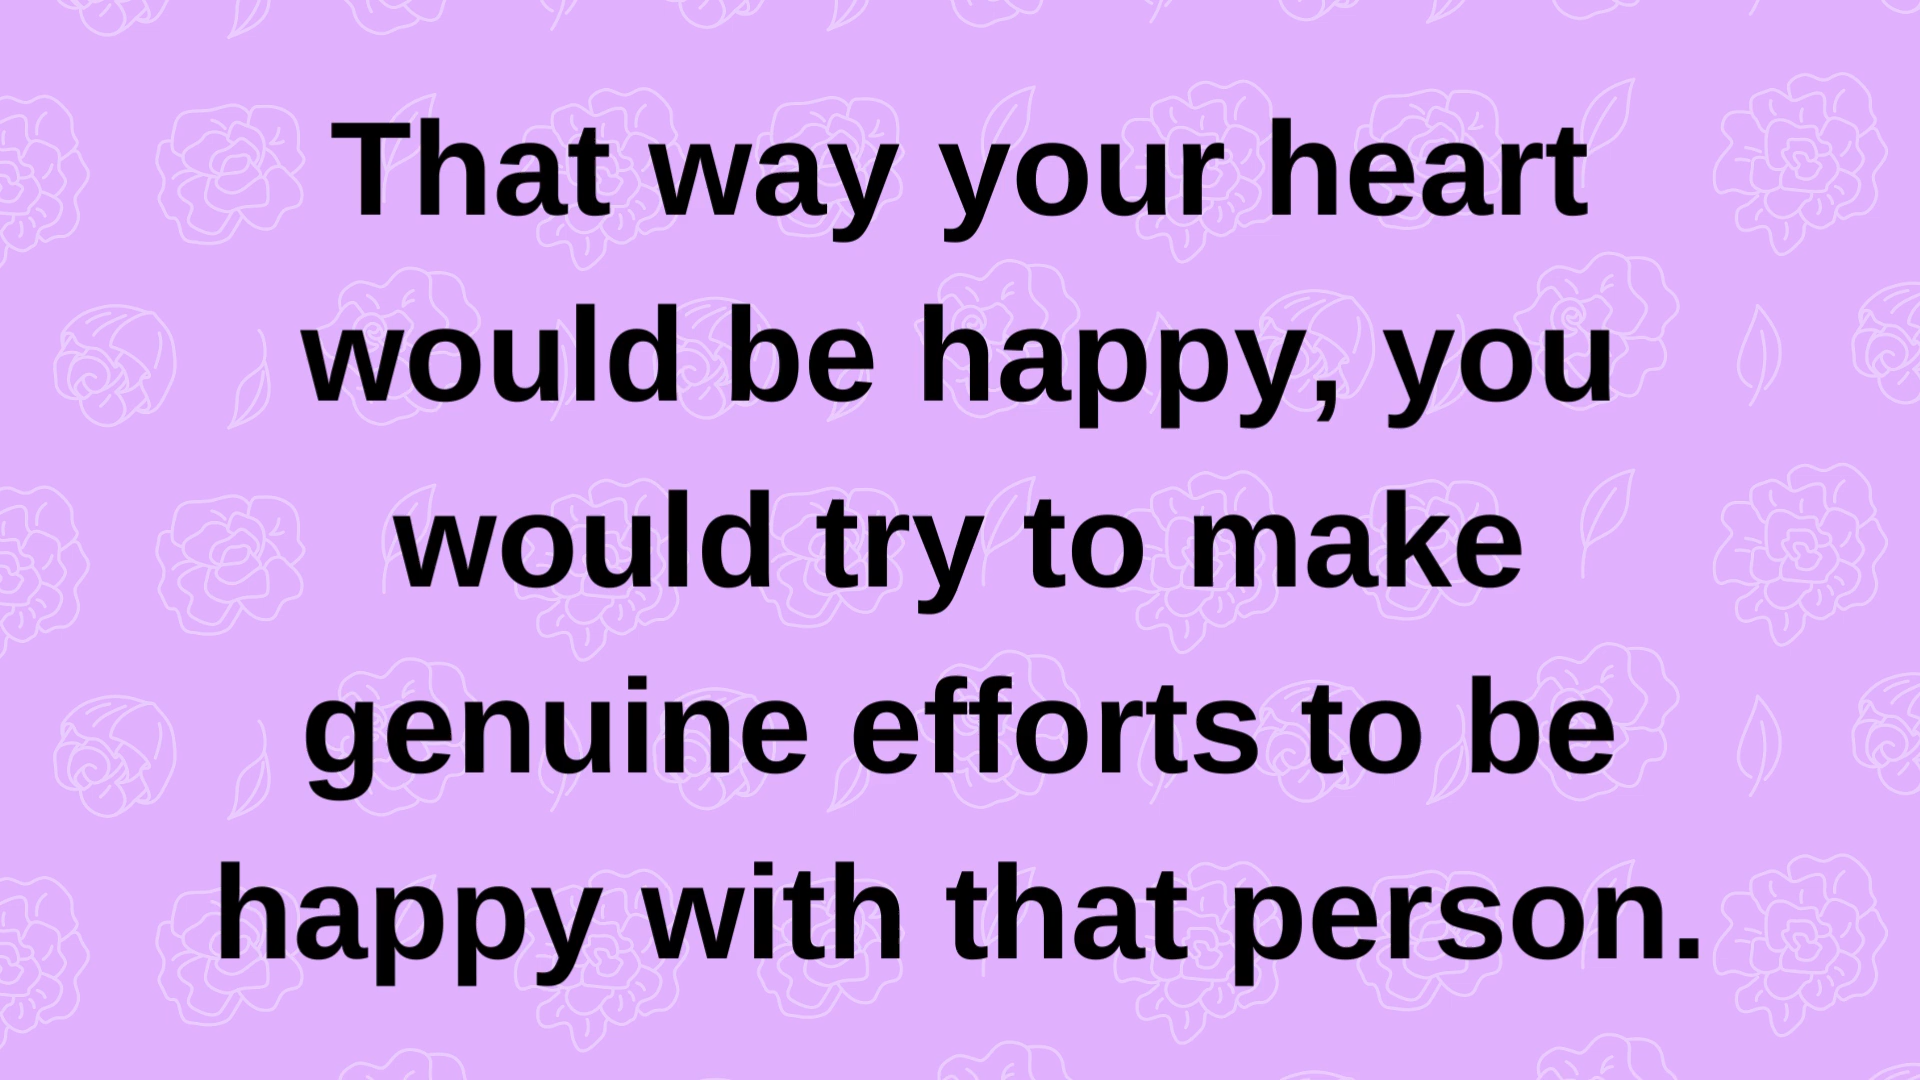 That way your heart
would be happy, you
would try to make
genuine efforts to be
happy with that person.